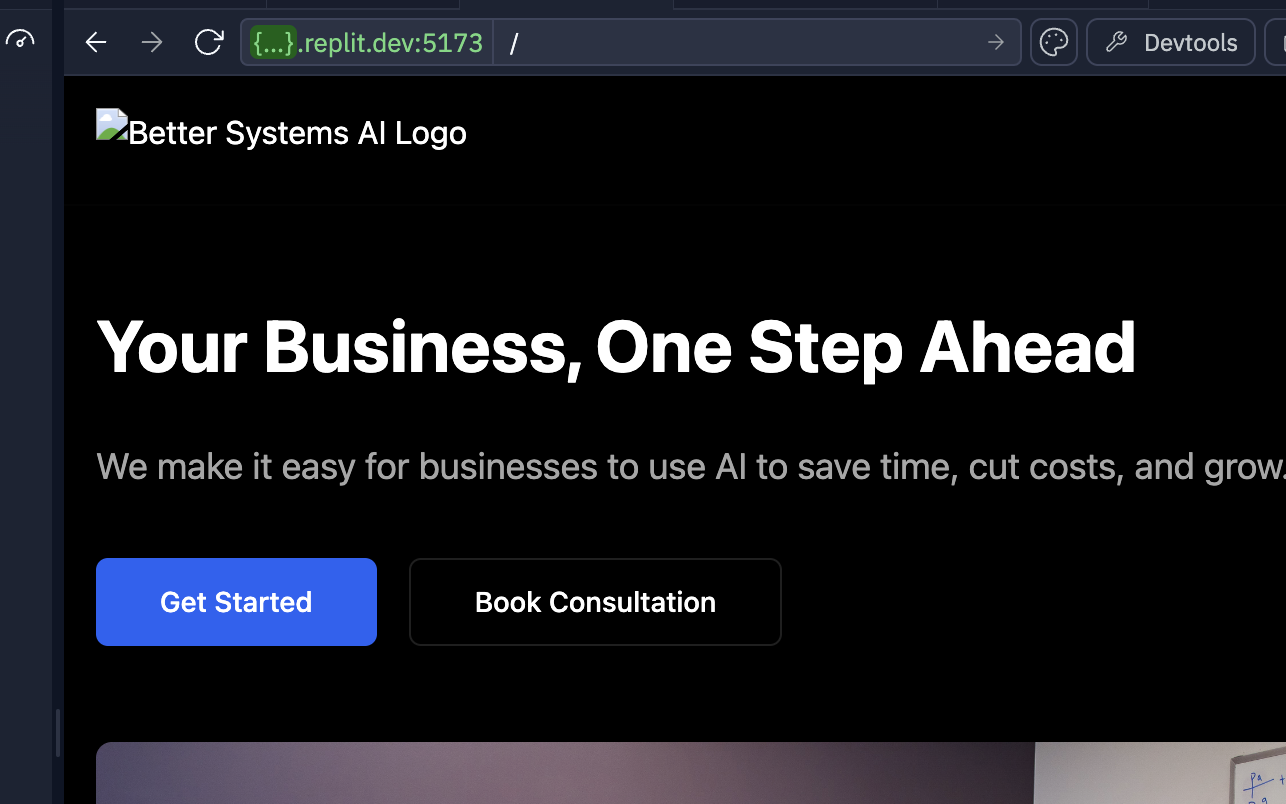 {...}.replit.dev:5173 /
Devtools
Better Systems AI Logo
Your Business, One Step Ahead
We make it easy for businesses to use AI to save time, cut costs, and grow.
Get Started
Book Consultation